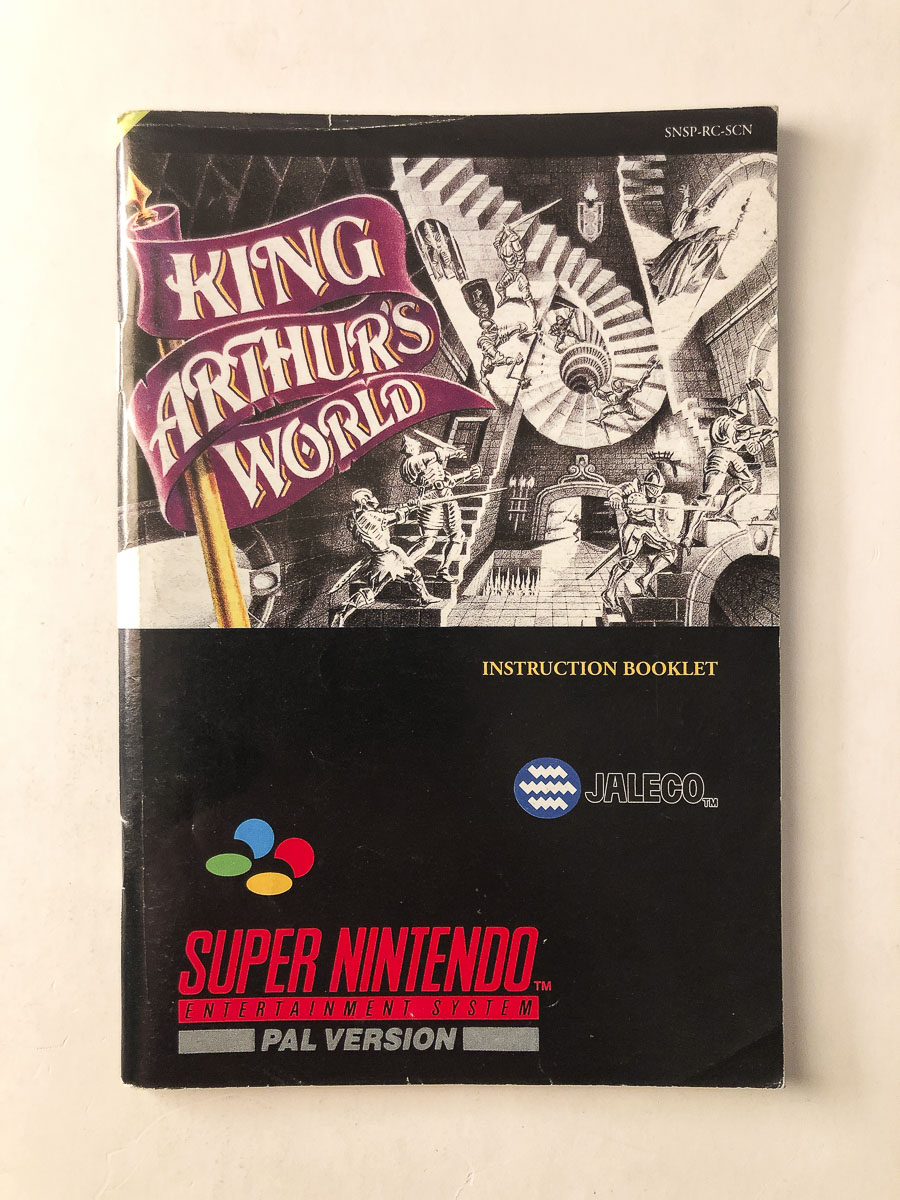 SNSP-RC-SCN
KING
ARTHUR'S
WORLD
INSTRUCTION BOOKLET
JALECO TM
SUPER NINTENDO TM
ENTERTAINMENT SYSTEM
PAL VERSION